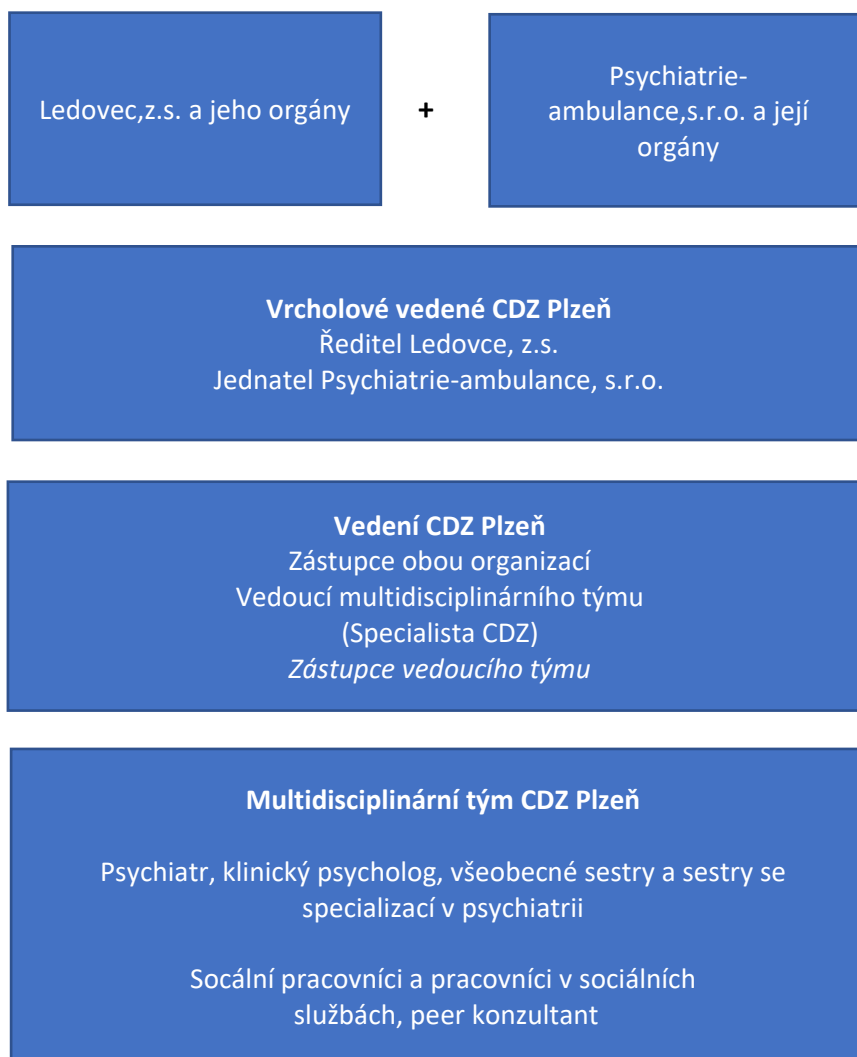 Ledovec,z.s. a jeho orgány
+
Psychiatrie-
ambulance,s.r.o. a její
orgány
Vrcholové vedené CDZ Plzeň
Ředitel Ledovce, z.s.
Jednatel Psychiatrie-ambulance, s.r.o.
Vedení CDZ Plzeň
Zástupce obou organizací
Vedoucí multidisciplinárního týmu
(Specialista CDZ)
Zástupce vedoucího týmu
Multidisciplinární tým CDZ Plzeň
Psychiatr, klinický psycholog, všeobecné sestry a sestry se
specializací v psychiatrii
Socální pracovníci a pracovníci v sociálních
službách, peer konzultant